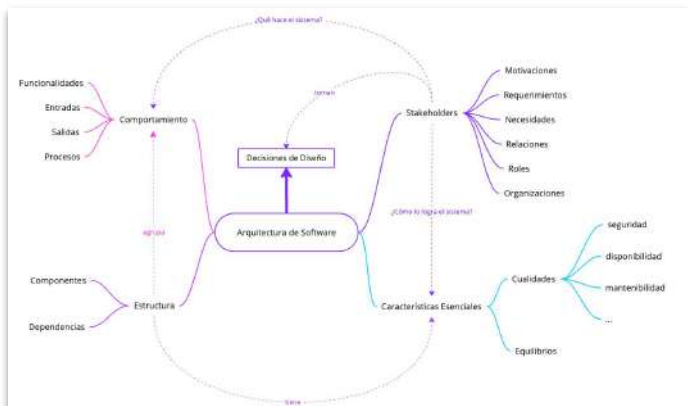 ¿Qué hace el sistema?
Funcionalidades
Entradas
Salidas
Procesos
Comportamiento
toman
Decisiones de Diseño
Stakeholders
Motivaciones
Requerimientos
Necesidades
Relaciones
Roles
Organizaciones
agrupa
Arquitectura de Software
¿Cómo lo logra el sistema?
Componentes
Dependencias
Estructura
Características Esenciales
Cualidades
seguridad
disponibilidad
mantenibilidad
...
Equilibrios
tiene